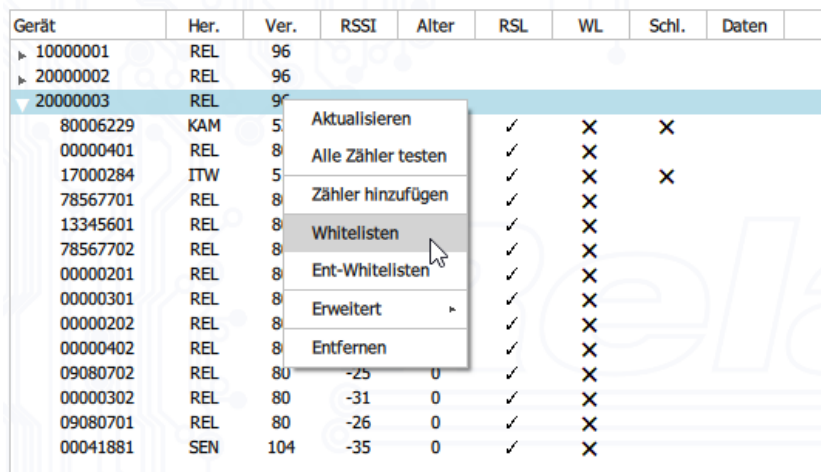 Gerät Her. Ver. RSSI Alter RSL WL Schl. Daten
10000001 REL 96
20000002 REL 96
20000003 REL
80006229 KAM
00000401 REL
17000284 ITW
78567701 REL
13345601 REL
78567702 REL
00000201 REL
00000301 REL
00000202 REL
00000402 REL
09080702 REL 80 -25 0
00000302 REL 80 -31 0
09080701 REL 80 -26 0
00041881 SEN 104 -35 0
Aktualisieren
Alle Zähler testen
Zähler hinzufügen
Whitelisten
Ent-Whitelisten
Erweitert
Entfernen